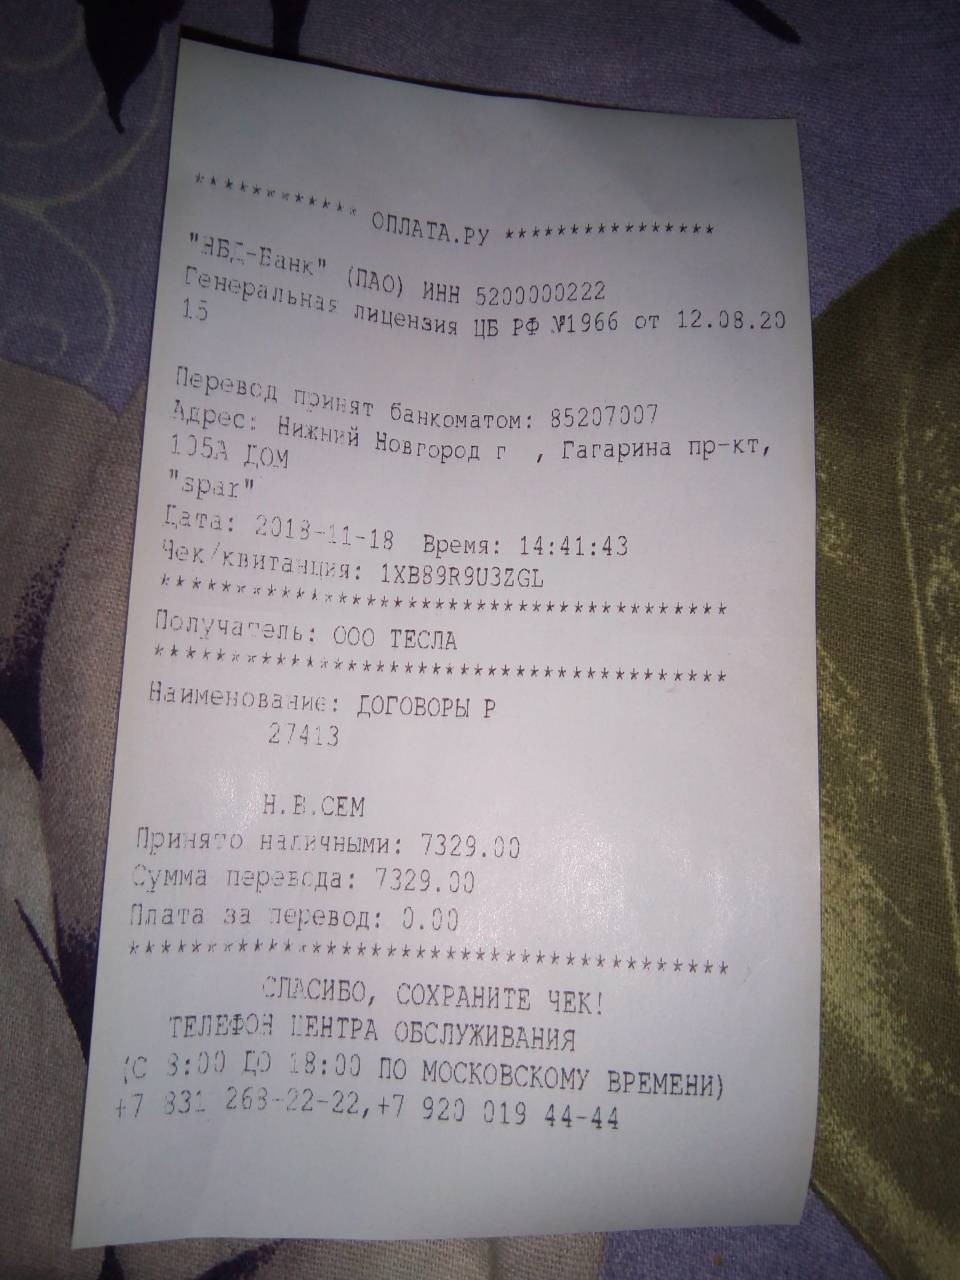 *********** ОПЛАТА.РУ ****************
"НБД-Банк" (ПАО) ИНН 5200000222
Генеральная лицензия ЦБ РФ №1966 от 12.08.20
15
Перевод принят банкоматом: 85207007
Адрес: Нижний Новгород г , Гагарина пр-кт,
105А ДОМ
"spar"
Дата: 2018-11-18 Время: 14:41:43
Чек/квитанция: 1XB89R9U3ZGL
**************************************
Получатель: ООО ТЕСЛА
**************************************
Наименование: ДОГОВОРЫ Р
27413
Н.В.СЕМ
Принято наличными: 7329.00
Сумма перевода: 7329.00
Плата за перевод: 0.00
**************************************
СПАСИБО, СОХРАНИТЕ ЧЕК!
ТЕЛЕФОН ЦЕНТРА ОБСЛУЖИВАНИЯ
(С 8:00 ДО 18:00 ПО МОСКОВСКОМУ ВРЕМЕНИ)
+7 831 268-22-22,+7 920 019 44-44